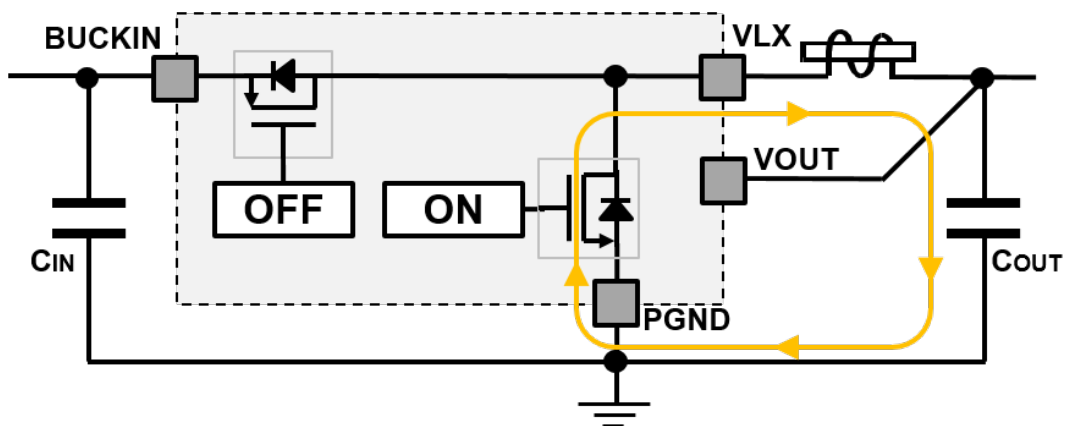 BUCKIN
VLX
VOUT
OFF
ON
CIN
COUT
PGND